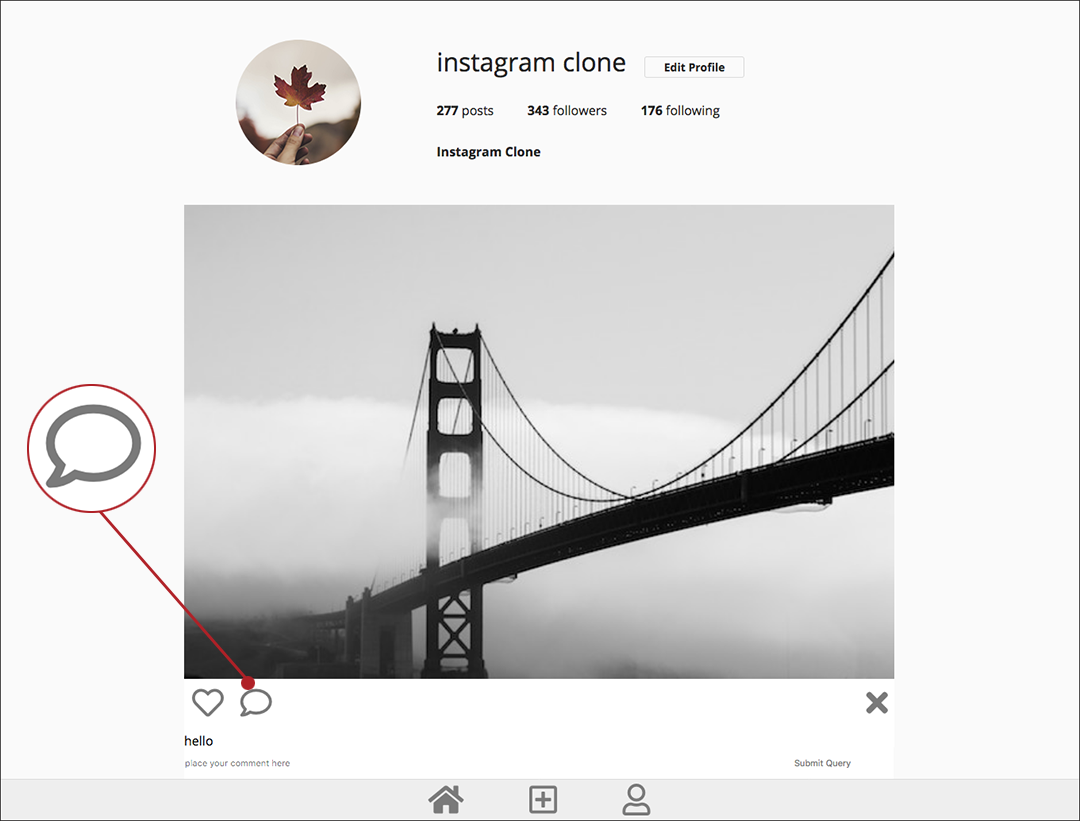 instagram clone Edit Profile
277 posts 343 followers 176 following
Instagram Clone
hello
place your comment here Submit Query